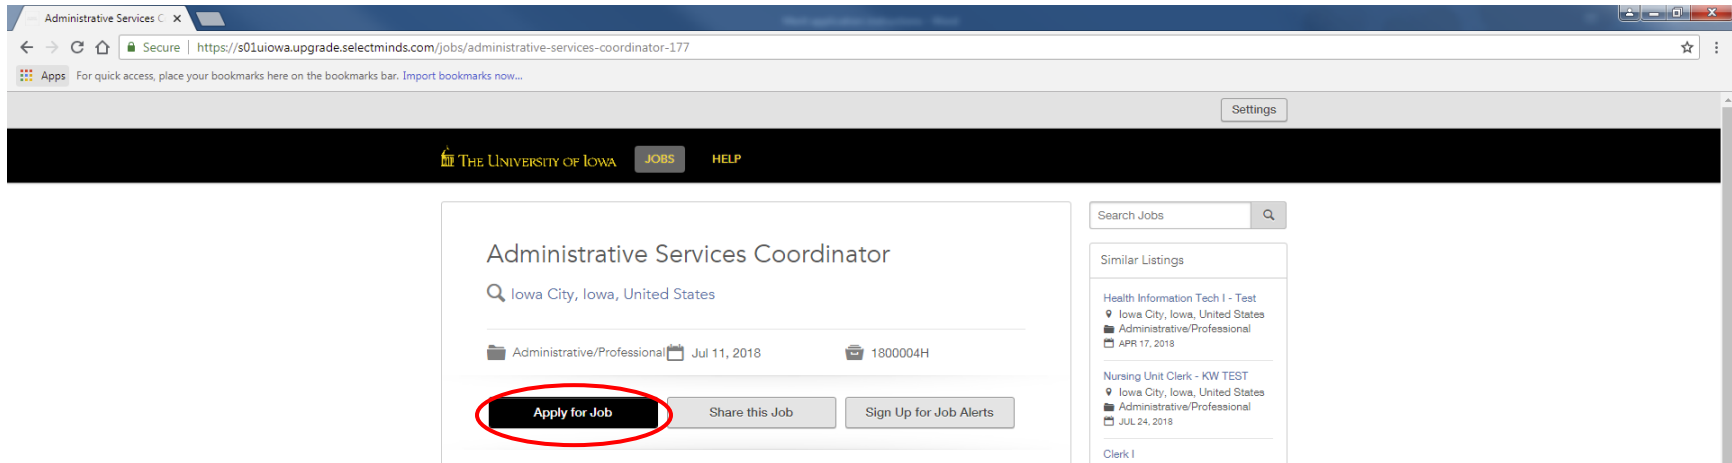 Administrative Services C
Secure | https://s01uiowa.upgrade.selectminds.com/jobs/administrative-services-coordinator-177
Apps For quick access, place your bookmarks here on the bookmarks bar. Import bookmarks now...
Settings
THE UNIVERSITY OF IOWA JOBS HELP
Administrative Services Coordinator
Iowa City, Iowa, United States
Administrative/Professional Jul 11, 2018 1800004H
Apply for Job Share this Job Sign Up for Job Alerts
Search Jobs
Similar Listings
Health Information Tech I - Test
Iowa City, Iowa, United States
Administrative/Professional
APR 17, 2018
Nursing Unit Clerk - KW TEST
Iowa City, Iowa, United States
Administrative/Professional
JUL 24, 2018
Clerk I